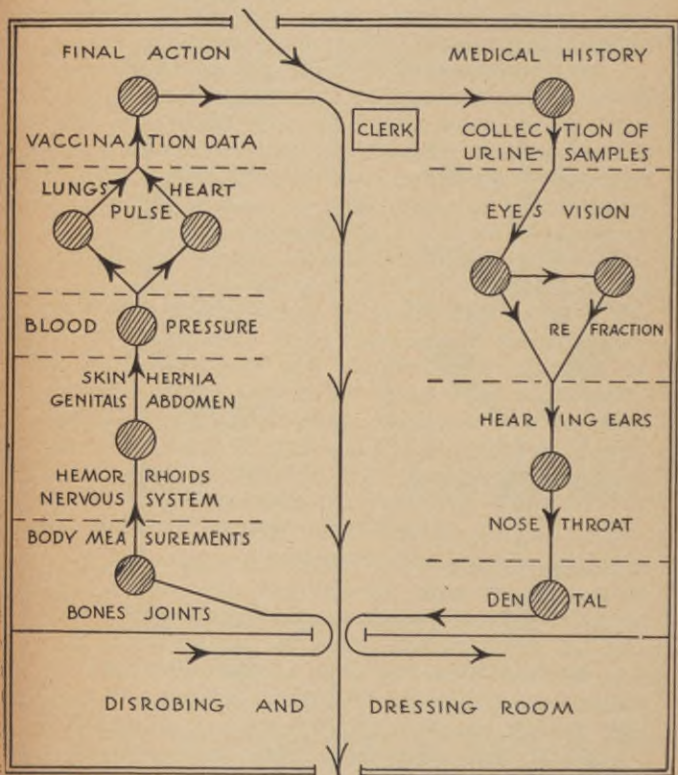 FINAL ACTION
VACCINATION DATA
LUNGS HEART
PULSE
BLOOD PRESSURE
SKIN HERNIA
GENITALS ABDOMEN
HEMORRHOIDS
NERVOUS SYSTEM
BODY MEASUREMENTS
BONES JOINTS
CLERK
MEDICAL HISTORY
COLLECTION OF
URINE SAMPLES
EYES VISION
REFRACTION
HEARING EARS
NOSE THROAT
DENTAL
DISROBING AND DRESSING ROOM